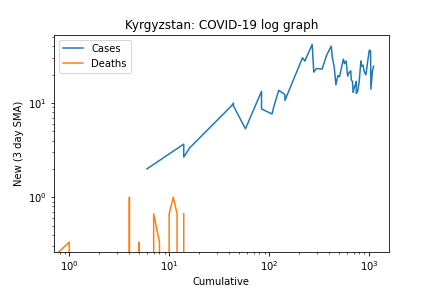 Kyrgyzstan: COVID-19 log graph
Cases
Deaths
New (3 day SMA)
10¹
10⁰
10⁰
10¹
10²
10³
Cumulative